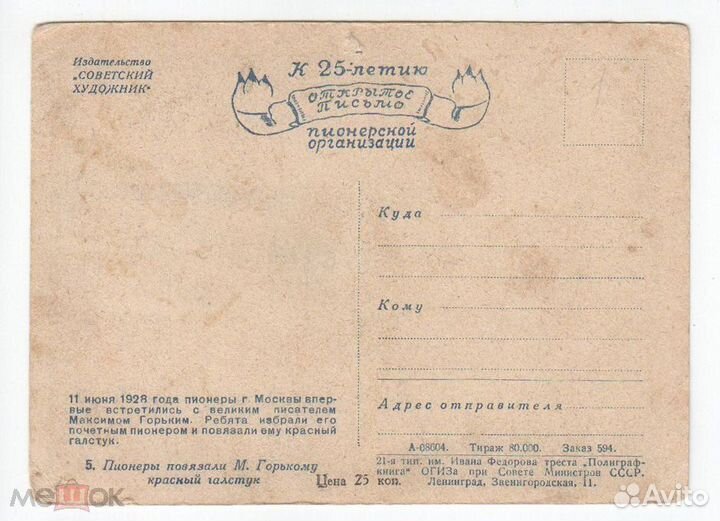 Издательство
„СОВЕТСКИЙ
ХУДОЖНИК“
К 25-летию
ОТКРЫТОЕ
ПИСЬМО
пионерской
организации
Куда
Кому
Адрес отправителя
11 июня 1928 года пионеры г. Москвы впер-
вые встретились с великим писателем
Максимом Горьким. Ребята избрали его
почетным пионером и повязали ему красный
галстук.
5. Пионеры повязали М. Горькому
красный галстук
Цена 25 коп.
А-08604. Тираж 80.000. Заказ 594.
21-я тип. им. Ивана Федорова треста „Полиграф-
книга“ ОГИЗа при Совете Министров СССР.
Ленинград, Звенигородская, 11.
мешок
Avito